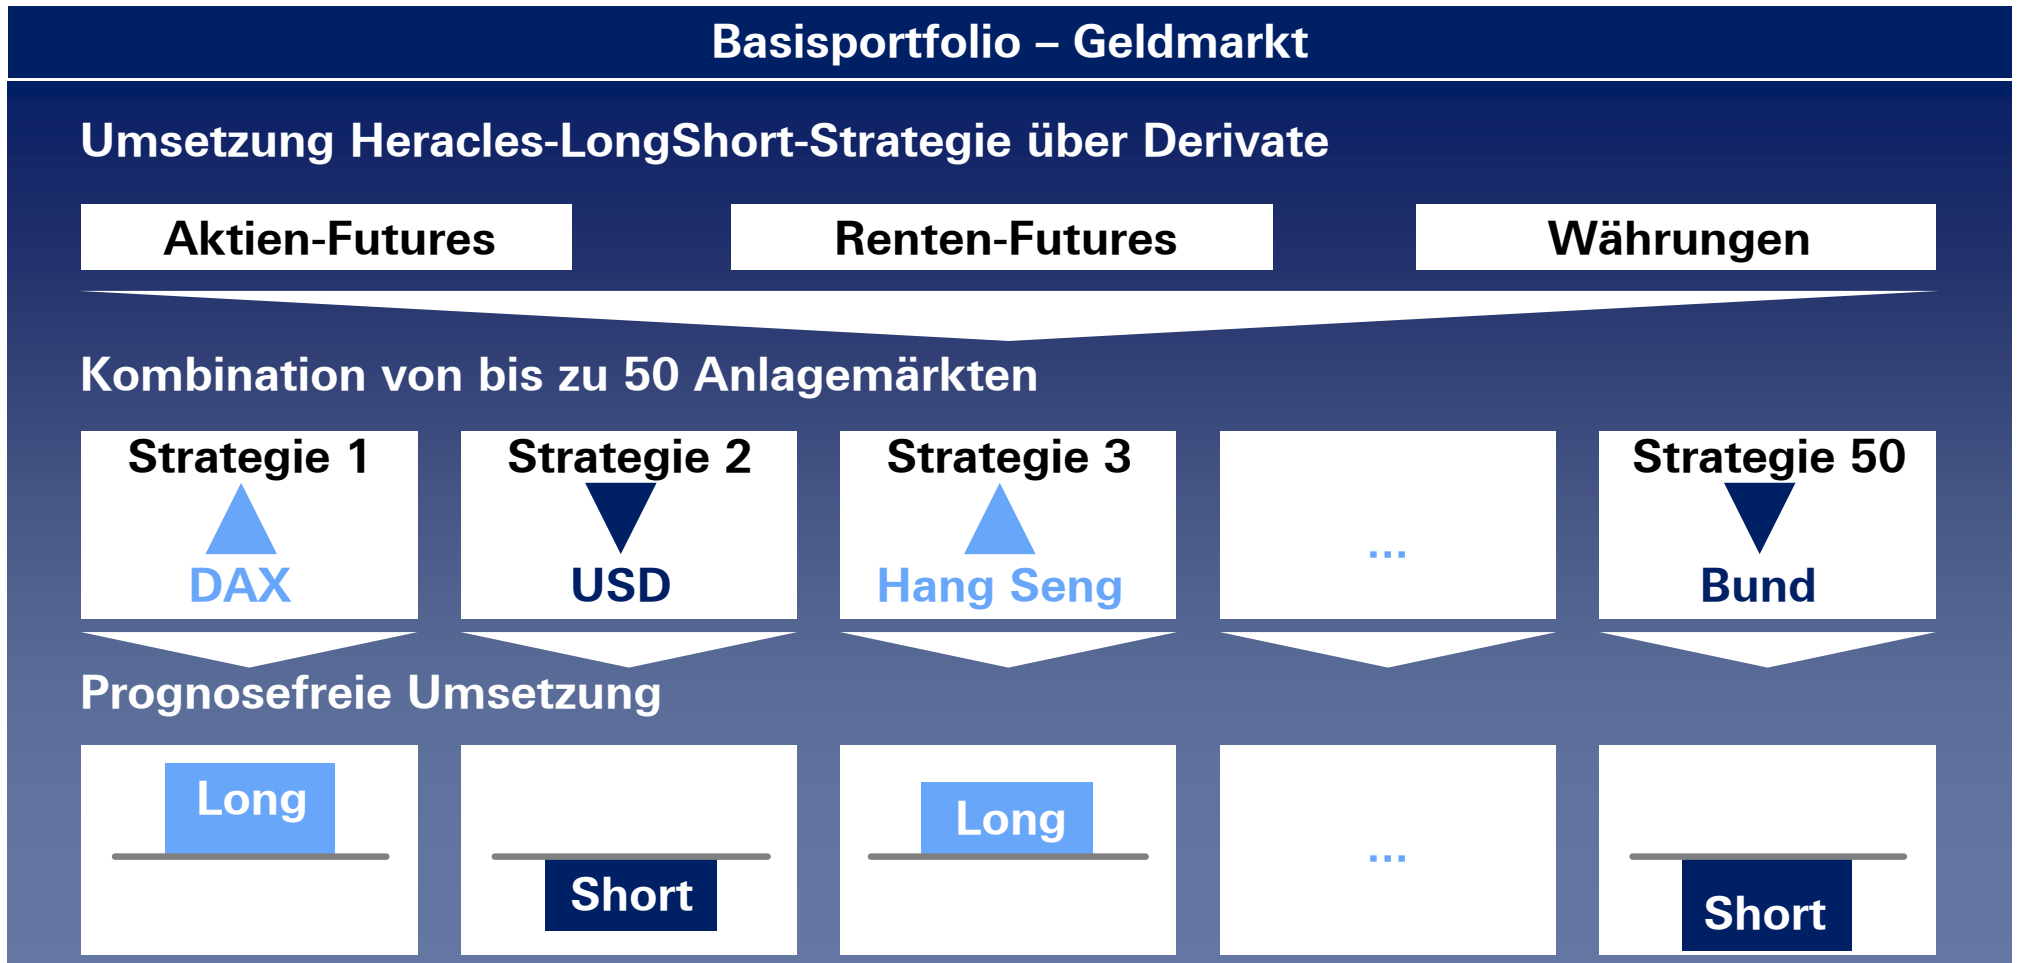 Basisportfolio – Geldmarkt
Umsetzung Heracles-LongShort-Strategie über Derivate
Aktien-Futures
Renten-Futures
Währungen
Kombination von bis zu 50 Anlagemärkten
Strategie 1
DAX
Strategie 2
USD
Strategie 3
Hang Seng
...
Strategie 50
Bund
Prognosefreie Umsetzung
Long
Short
Long
...
Short